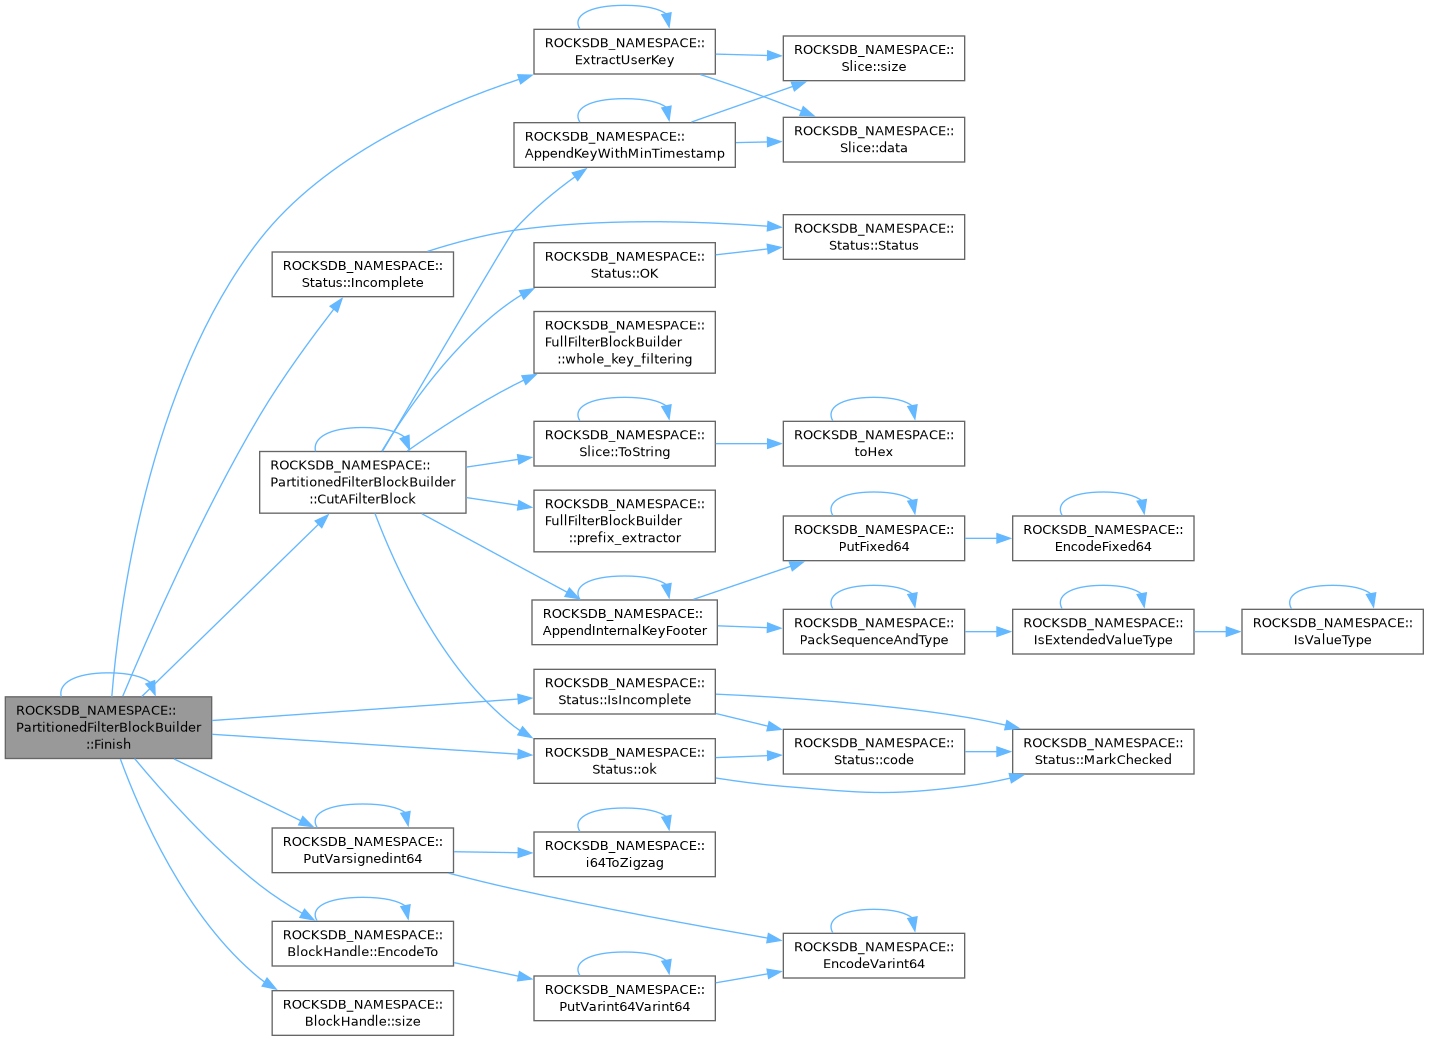 ROCKSDB_NAMESPACE::
PartitionedFilterBlockBuilder
::Finish
ROCKSDB_NAMESPACE::
Status::Incomplete
ROCKSDB_NAMESPACE::
PartitionedFilterBlockBuilder
::CutAFilterBlock
ROCKSDB_NAMESPACE::
PutVarsignedint64
ROCKSDB_NAMESPACE::
BlockHandle::EncodeTo
ROCKSDB_NAMESPACE::
BlockHandle::size
ROCKSDB_NAMESPACE::
ExtractUserKey
ROCKSDB_NAMESPACE::
AppendKeyWithMinTimestamp
ROCKSDB_NAMESPACE::
Status::OK
ROCKSDB_NAMESPACE::
FullFilterBlockBuilder
::whole_key_filtering
ROCKSDB_NAMESPACE::
Slice::ToString
ROCKSDB_NAMESPACE::
FullFilterBlockBuilder
::prefix_extractor
ROCKSDB_NAMESPACE::
AppendInternalKeyFooter
ROCKSDB_NAMESPACE::
Status::IsIncomplete
ROCKSDB_NAMESPACE::
Status::ok
ROCKSDB_NAMESPACE::
i64ToZigzag
ROCKSDB_NAMESPACE::
PutVarint64Varint64
ROCKSDB_NAMESPACE::
Slice::size
ROCKSDB_NAMESPACE::
Slice::data
ROCKSDB_NAMESPACE::
Status::Status
ROCKSDB_NAMESPACE::
toHex
ROCKSDB_NAMESPACE::
PutFixed64
ROCKSDB_NAMESPACE::
PackSequenceAndType
ROCKSDB_NAMESPACE::
Status::code
ROCKSDB_NAMESPACE::
EncodeVarint64
ROCKSDB_NAMESPACE::
EncodeFixed64
ROCKSDB_NAMESPACE::
IsExtendedValueType
ROCKSDB_NAMESPACE::
Status::MarkChecked
ROCKSDB_NAMESPACE::
IsValueType